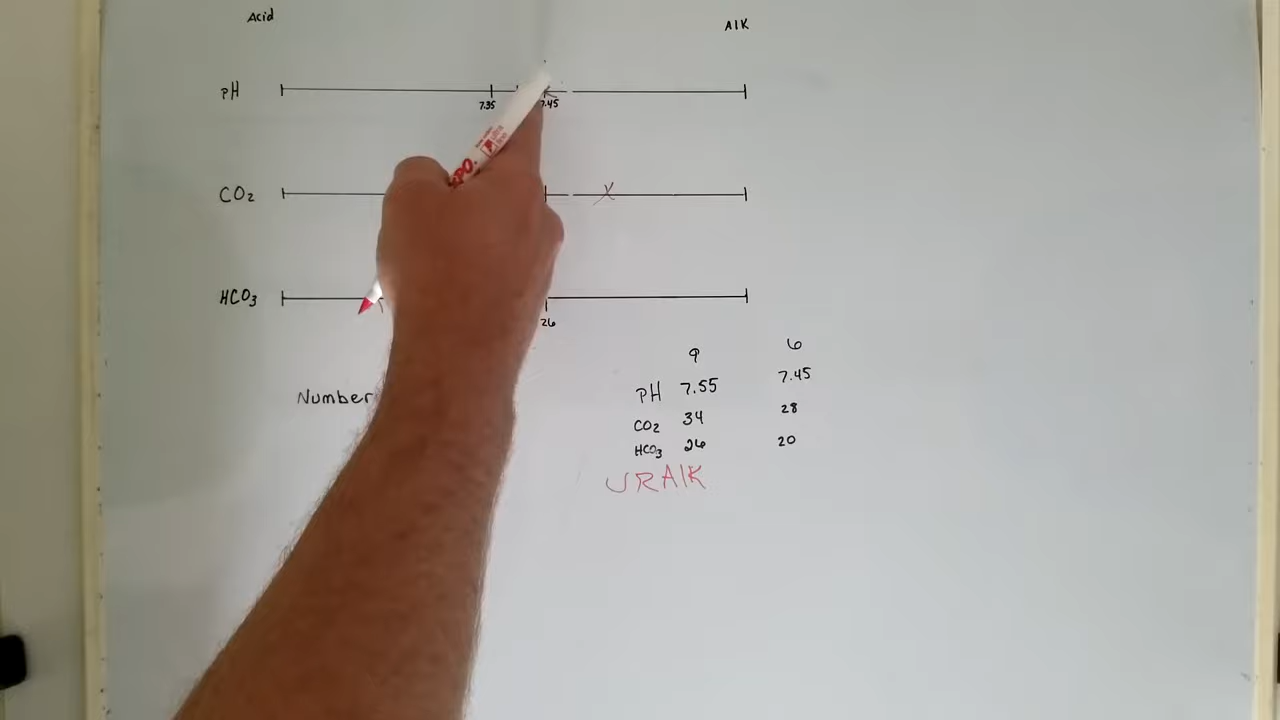 Acid
AlK
pH
7.35
7.45
CO2
HCO3
26
Number
9
6
pH 7.55 7.45
CO2 34 28
HCO3 26 20
URAlK